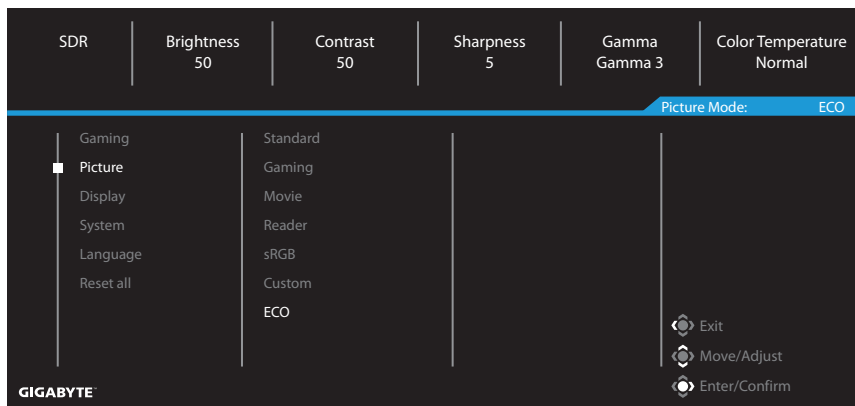 SDR Brightness Contrast Sharpness Gamma Color Temperature
50 50 5 Gamma 3 Normal
Picture Mode: ECO
Gaming Standard
Picture Gaming
Display Movie
System Reader
Language sRGB
Reset all Custom
ECO
Exit
Move/Adjust
GIGABYTE™ Enter/Confirm